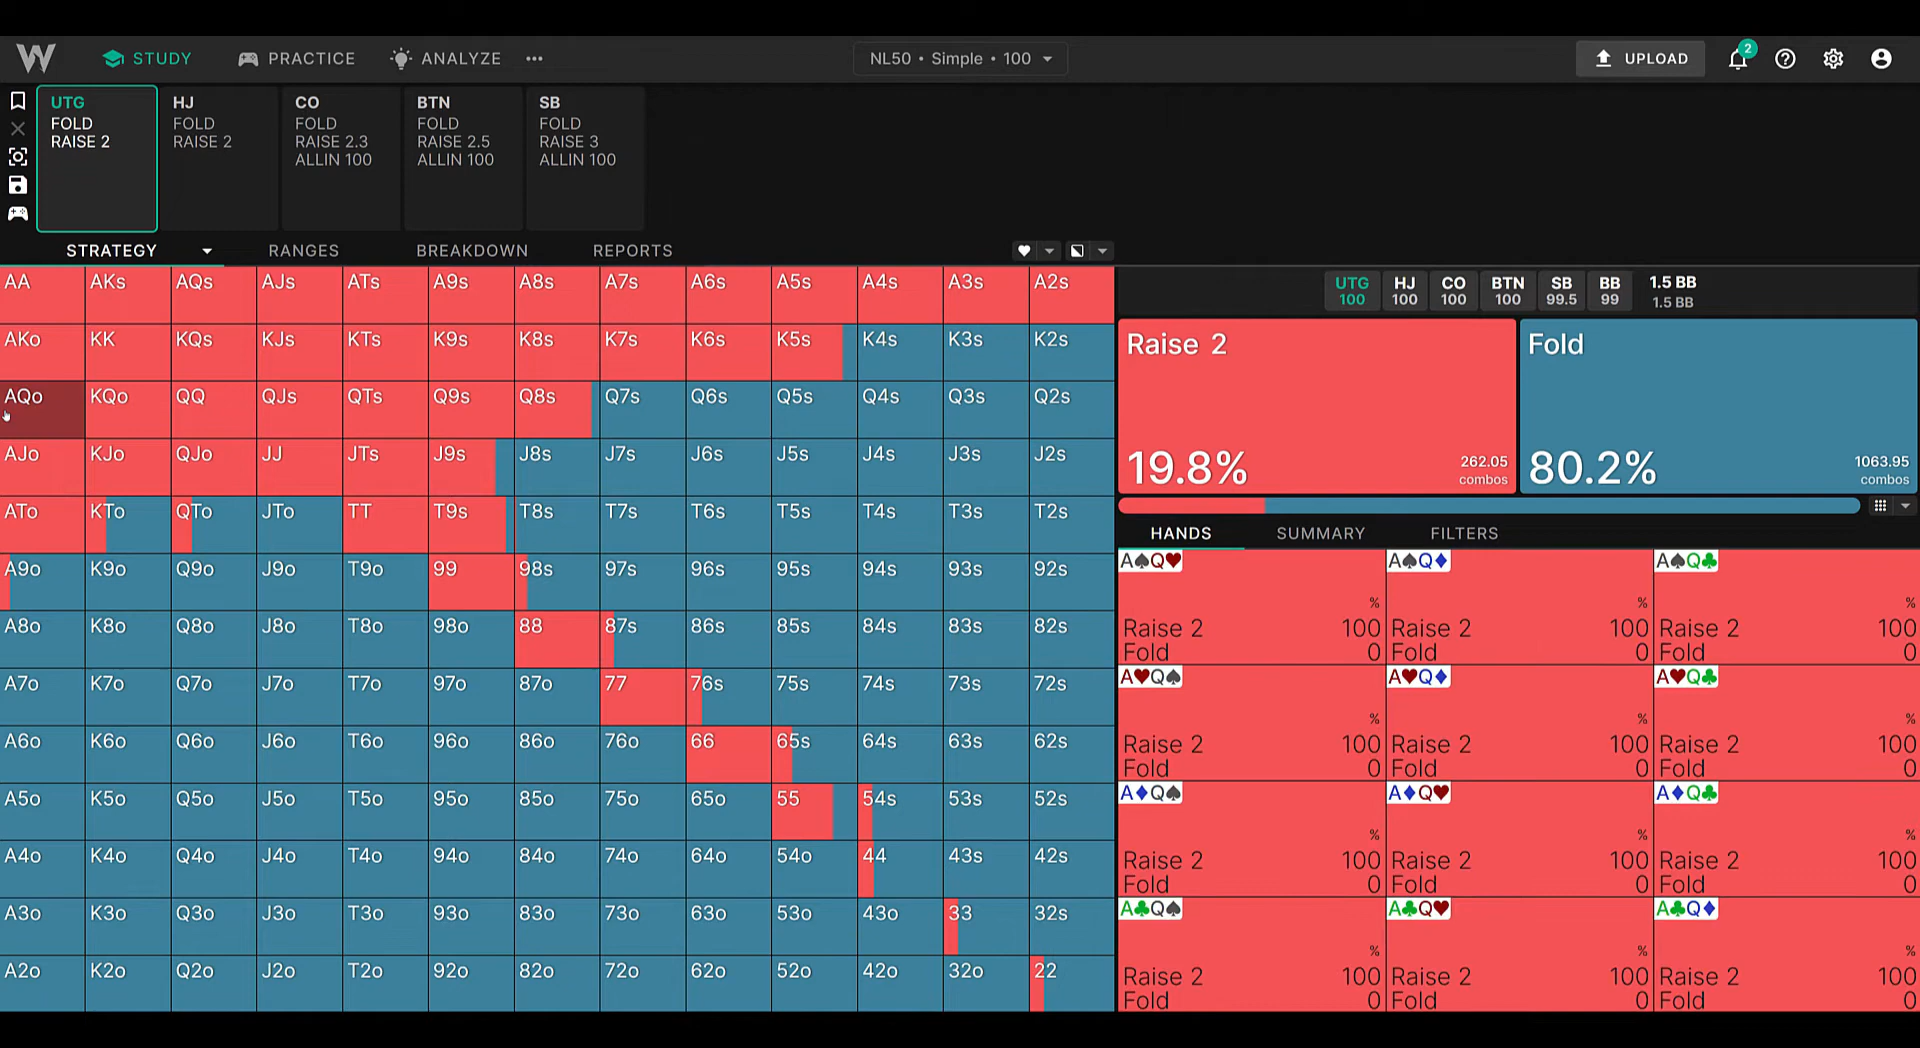 W STUDY PRACTICE ANALYZE NL50 • Simple • 100 UPLOAD 2
UTG
FOLD
RAISE 2
HJ
FOLD
RAISE 2
CO
FOLD
RAISE 2.3
ALLIN 100
BTN
FOLD
RAISE 2.5
ALLIN 100
SB
FOLD
RAISE 3
ALLIN 100
STRATEGY RANGES BREAKDOWN REPORTS
AA AKs AQs AJs ATs A9s A8s A7s A6s A5s A4s A3s A2s
AKo KK KQs KJs KTs K9s K8s K7s K6s K5s K4s K3s K2s
AQo KQo QQ QJs QTs Q9s Q8s Q7s Q6s Q5s Q4s Q3s Q2s
AJo KJo QJo JJ JTs J9s J8s J7s J6s J5s J4s J3s J2s
ATo KTo QTo JTo TT T9s T8s T7s T6s T5s T4s T3s T2s
A9o K9o Q9o J9o T9o 99 98s 97s 96s 95s 94s 93s 92s
A8o K8o Q8o J8o T8o 98o 88 87s 86s 85s 84s 83s 82s
A7o K7o Q7o J7o T7o 97o 87o 77 76s 75s 74s 73s 72s
A6o K6o Q6o J6o T6o 96o 86o 76o 66 65s 64s 63s 62s
A5o K5o Q5o J5o T5o 95o 85o 75o 65o 55 54s 53s 52s
A4o K4o Q4o J4o T4o 94o 84o 74o 64o 54o 44 43s 42s
A3o K3o Q3o J3o T3o 93o 83o 73o 63o 53o 43o 33 32s
A2o K2o Q2o J2o T2o 92o 82o 72o 62o 52o 42o 32o 22
UTG HJ CO BTN SB BB 1.5 BB
100 100 100 100 99.5 99 1.5 BB
Raise 2
19.8%
262.05
combos
Fold
80.2%
1063.95
combos
HANDS SUMMARY FILTERS
A♠Q♥ A♠Q♦ A♠Q♣
% % %
Raise 2 100 Raise 2 100 Raise 2 100
Fold 0 Fold 0 Fold 0
A♥Q♠ A♥Q♦ A♥Q♣
% % %
Raise 2 100 Raise 2 100 Raise 2 100
Fold 0 Fold 0 Fold 0
A♦Q♠ A♦Q♥ A♦Q♣
% % %
Raise 2 100 Raise 2 100 Raise 2 100
Fold 0 Fold 0 Fold 0
A♣Q♠ A♣Q♥ A♣Q♦
% % %
Raise 2 100 Raise 2 100 Raise 2 100
Fold 0 Fold 0 Fold 0